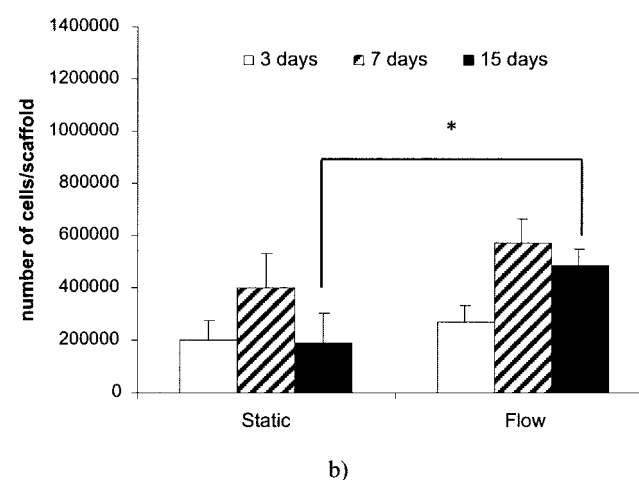 1400000
1200000
1000000
800000
600000
400000
200000
0
number of cells/scaffold
3 days 7 days 15 days
*
Static Flow
b)